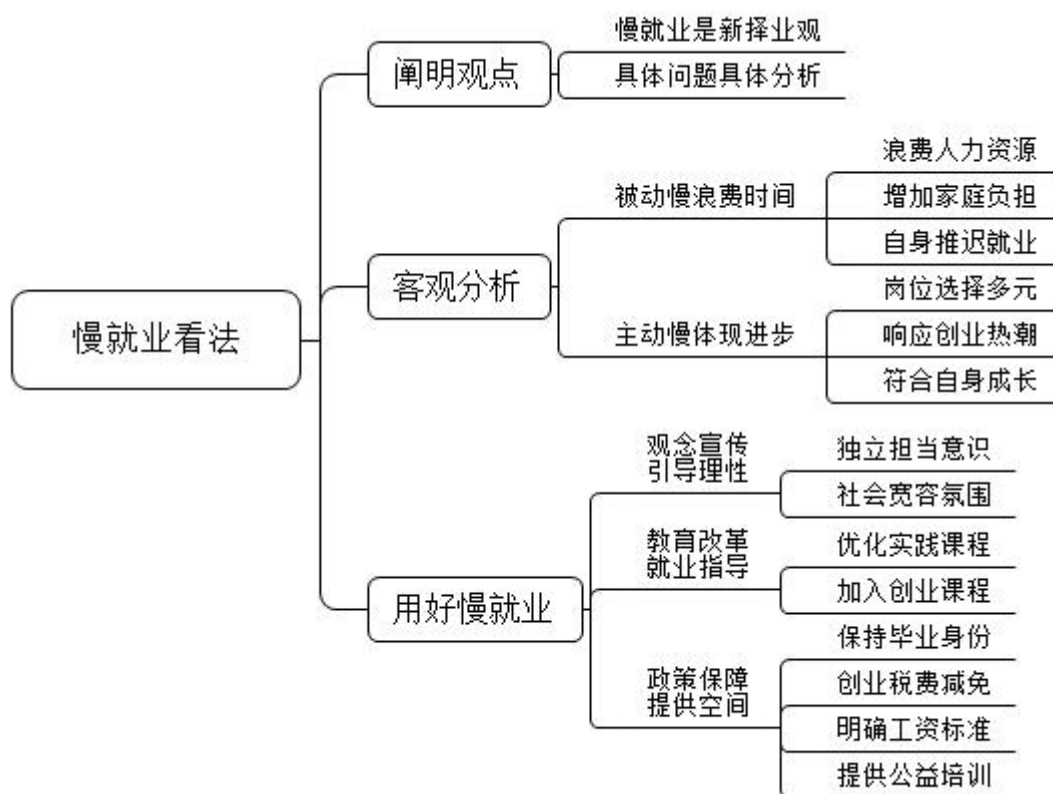 慢就业看法
阐明观点
慢就业是新择业观
具体问题具体分析
客观分析
被动慢浪费时间
浪费人力资源
增加家庭负担
自身推迟就业
主动慢体现进步
岗位选择多元
响应创业热潮
符合自身成长
用好慢就业
观念宣传
引导理性
独立担当意识
社会宽容氛围
教育改革
就业指导
优化实践课程
加入创业课程
政策保障
提供空间
保持毕业身份
创业税费减免
明确工资标准
提供公益培训